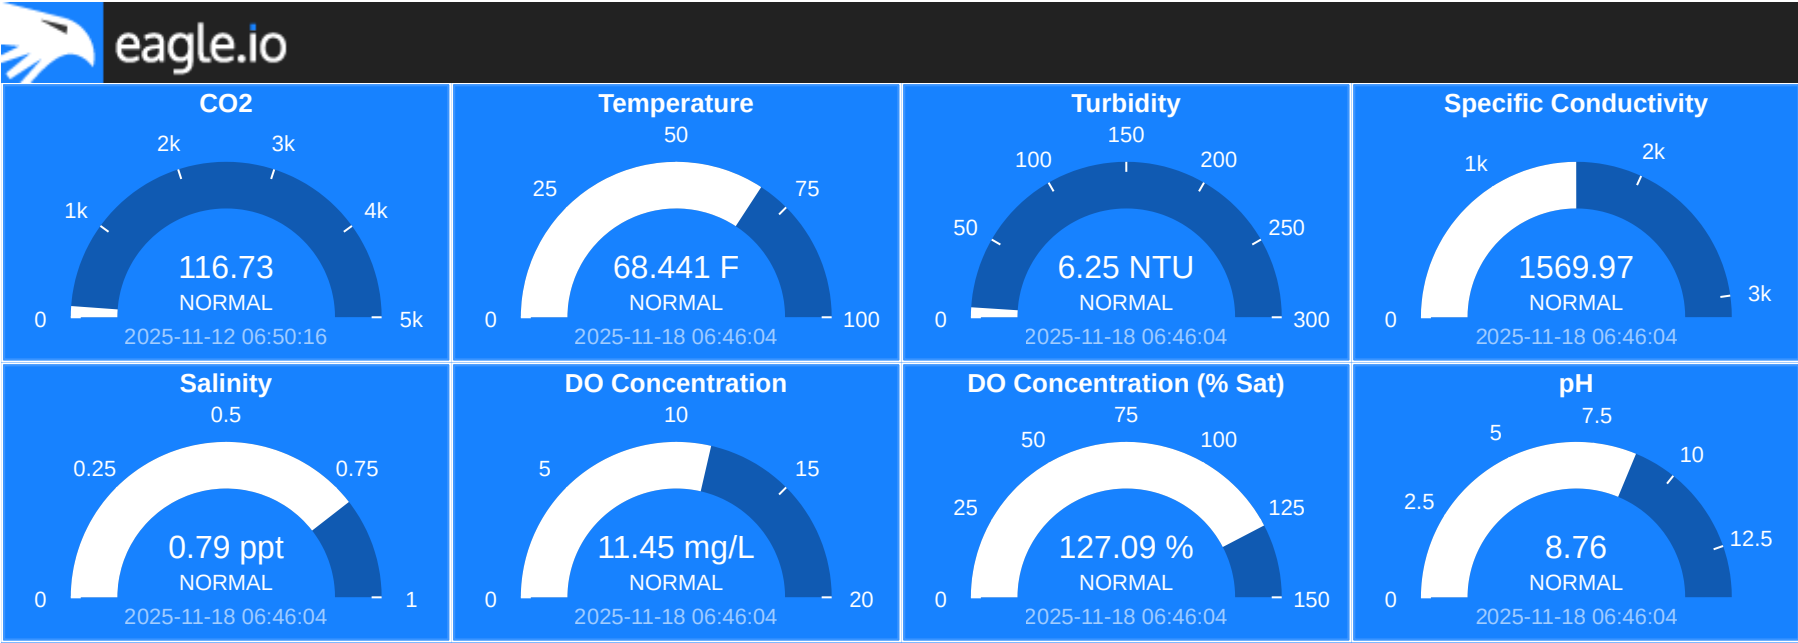 eagle.io
CO2
2k 3k
1k 4k
116.73
NORMAL
0 5k
2025-11-12 06:50:16
Temperature
50
25 75
68.441 F
NORMAL
0 100
2025-11-18 06:46:04
Turbidity
150
100 200
50 250
6.25 NTU
NORMAL
0 300
2025-11-18 06:46:04
Specific Conductivity
1k 2k
1569.97
NORMAL
0 3k
2025-11-18 06:46:04
Salinity
0.5
0.25 0.75
0.79 ppt
NORMAL
0 1
2025-11-18 06:46:04
DO Concentration
10
5 15
11.45 mg/L
NORMAL
0 20
2025-11-18 06:46:04
DO Concentration (% Sat)
75
50 100
25 125
127.09 %
NORMAL
0 150
2025-11-18 06:46:04
pH
7.5
5 10
2.5 12.5
8.76
NORMAL
0
2025-11-18 06:46:04